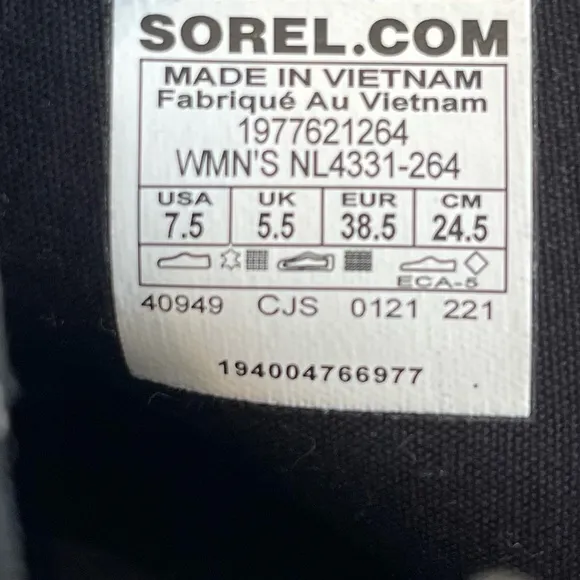 SOREL.COM
MADE IN VIETNAM
Fabriqué Au Vietnam
1977621264
WMN'S NL4331-264
USA UK EUR CM
7.5 5.5 38.5 24.5
ECA-5
40949 CJS 0121 221
194004766977